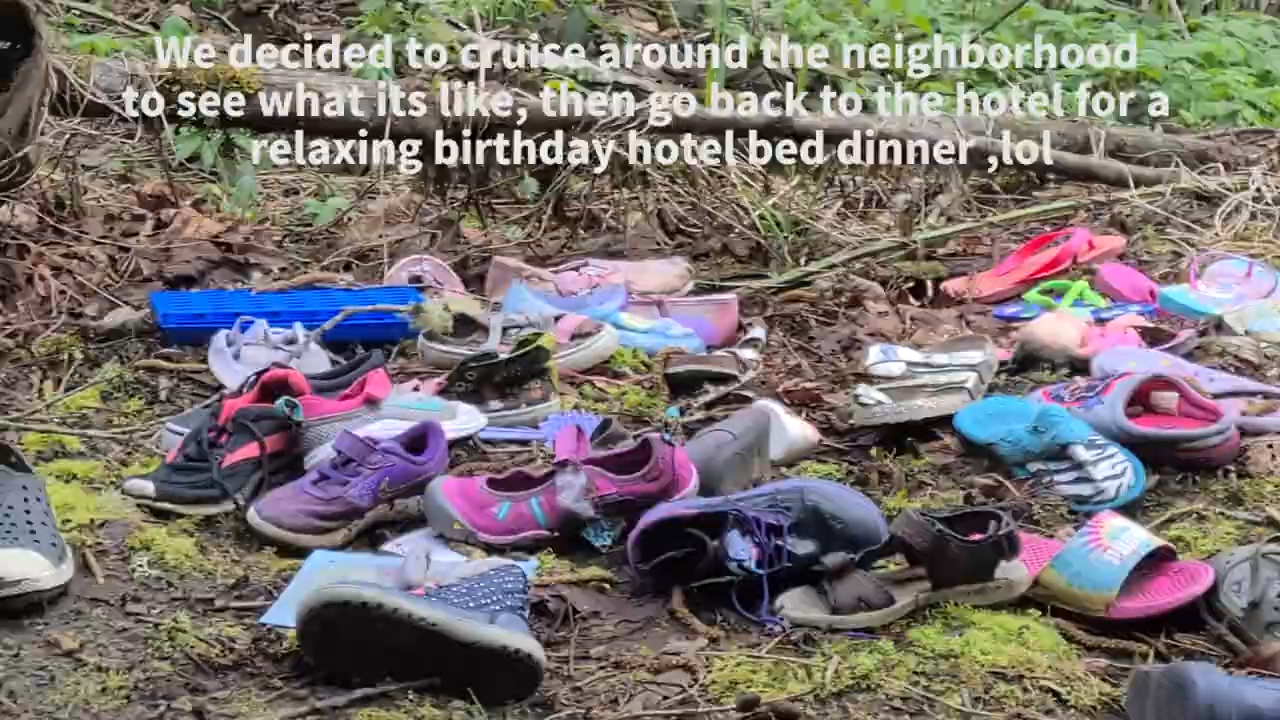 We decided to cruise around the neighborhood
to see what its like, then go back to the hotel for a
relaxing birthday hotel bed dinner ,lol